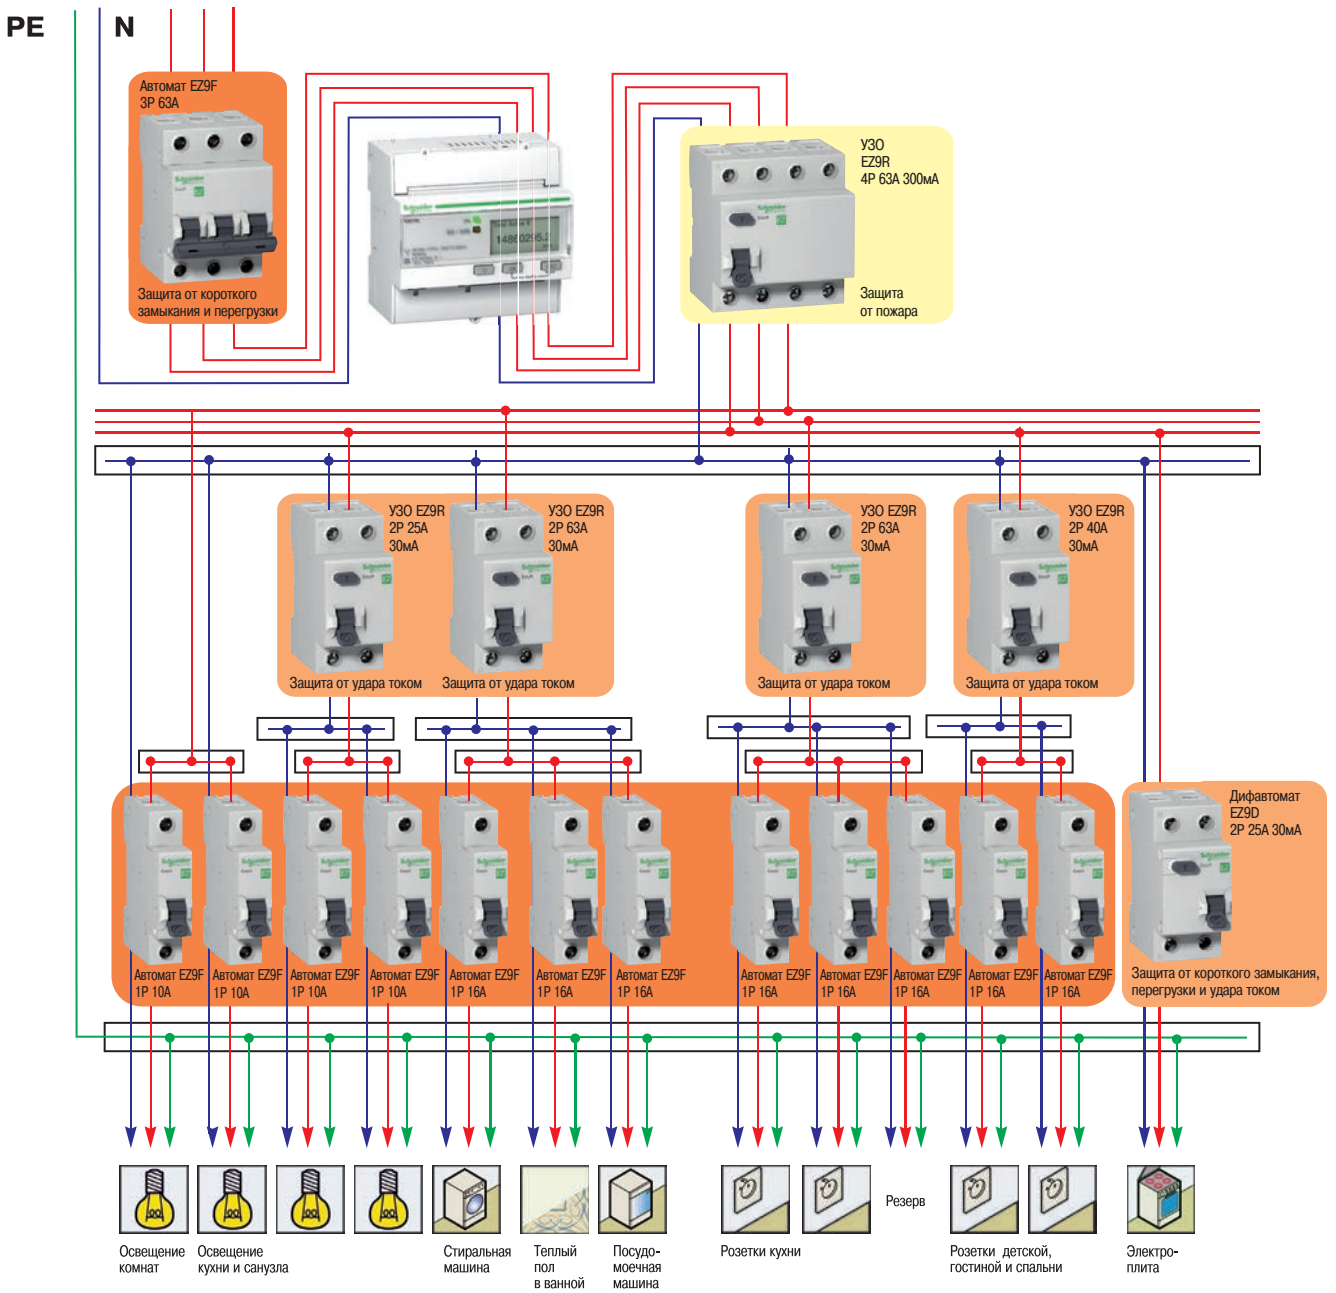 PE
N
Автомат EZ9F
3P 63A
Защита от короткого
замыкания и перегрузки
Schneider
14860295.2
УЗО
EZ9R
4P 63A 300мА
Schneider
Защита
от пожара
УЗО EZ9R
2P 25A
30мА
Защита от удара током
УЗО EZ9R
2P 63A
30мА
Защита от удара током
УЗО EZ9R
2P 63A
30мА
Защита от удара током
УЗО EZ9R
2P 40A
30мА
Защита от удара током
Автомат EZ9F
1P 10A
Автомат EZ9F
1P 10A
Автомат EZ9F
1P 10A
Автомат EZ9F
1P 10A
Автомат EZ9F
1P 16A
Автомат EZ9F
1P 16A
Автомат EZ9F
1P 16A
Автомат EZ9F
1P 16A
Автомат EZ9F
1P 16A
Автомат EZ9F
1P 16A
Автомат EZ9F
1P 16A
Автомат EZ9F
1P 16A
Дифавтомат
EZ9D
2P 25A 30мА
Защита от короткого замыкания,
перегрузки и удара током
Освещение
комнат
Освещение
кухни и санузла
Стиральная
машина
Теплый
пол
в ванной
Посудо-
моечная
машина
Розетки кухни
Резерв
Розетки детской,
гостиной и спальни
Электро-
плита